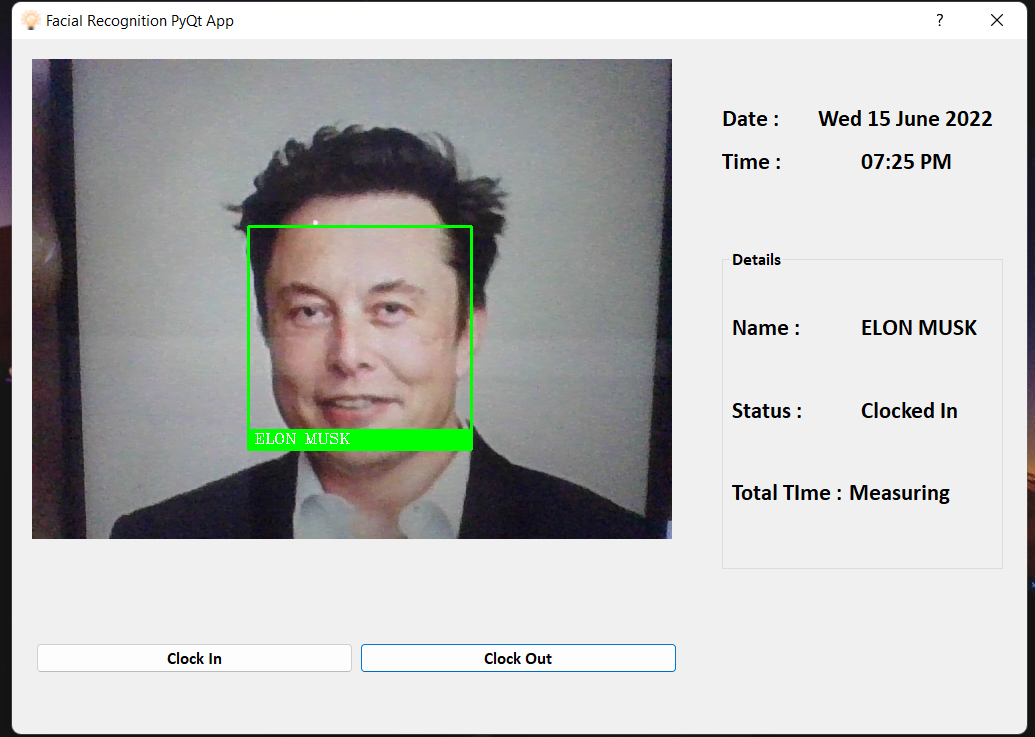 Facial Recognition PyQt App
?
Date : Wed 15 June 2022
Time : 07:25 PM
Details
Name : ELON MUSK
Status : Clocked In
ELON MUSK
Total TIme : Measuring
Clock In
Clock Out